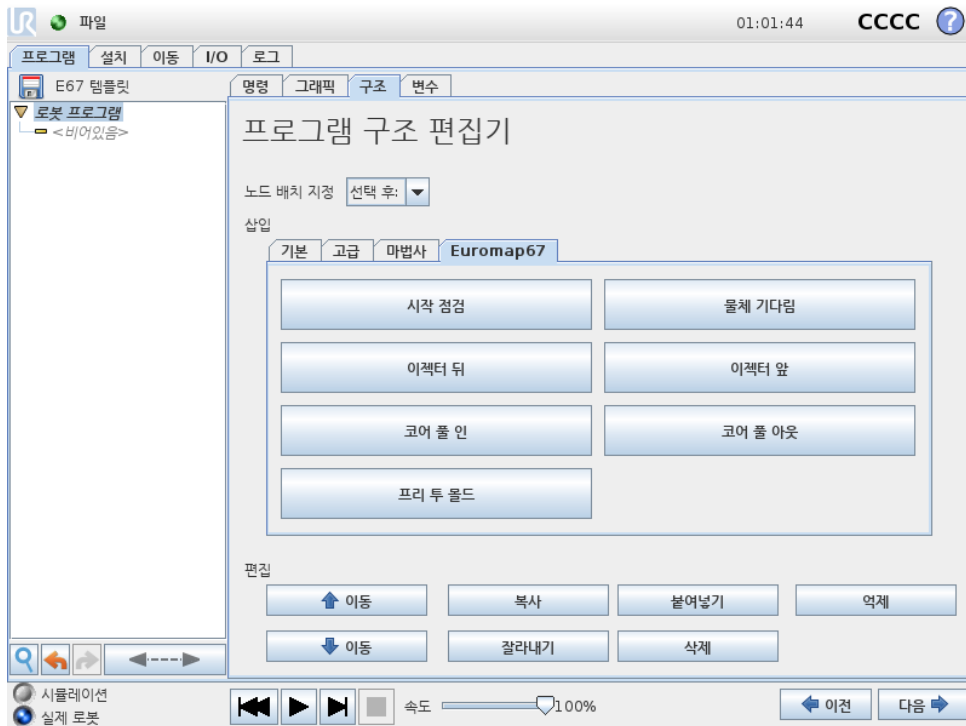 UR 파일 01:01:44 CCCC ?
프로그램 설치 이동 I/O 로그
E67 템플릿 명령 그래픽 구조 변수
로봇 프로그램
<비어있음>
프로그램 구조 편집기
노드 배치 지정 선택 후:
삽입
기본 고급 마법사 Euromap67
시작 점검 물체 기다림
이젝터 뒤 이젝터 앞
코어 풀 인 코어 풀 아웃
프리 투 몰드
편집
이동 복사 붙여넣기 억제
이동 잘라내기 삭제
시뮬레이션
실제 로봇
속도 100% 이전 다음